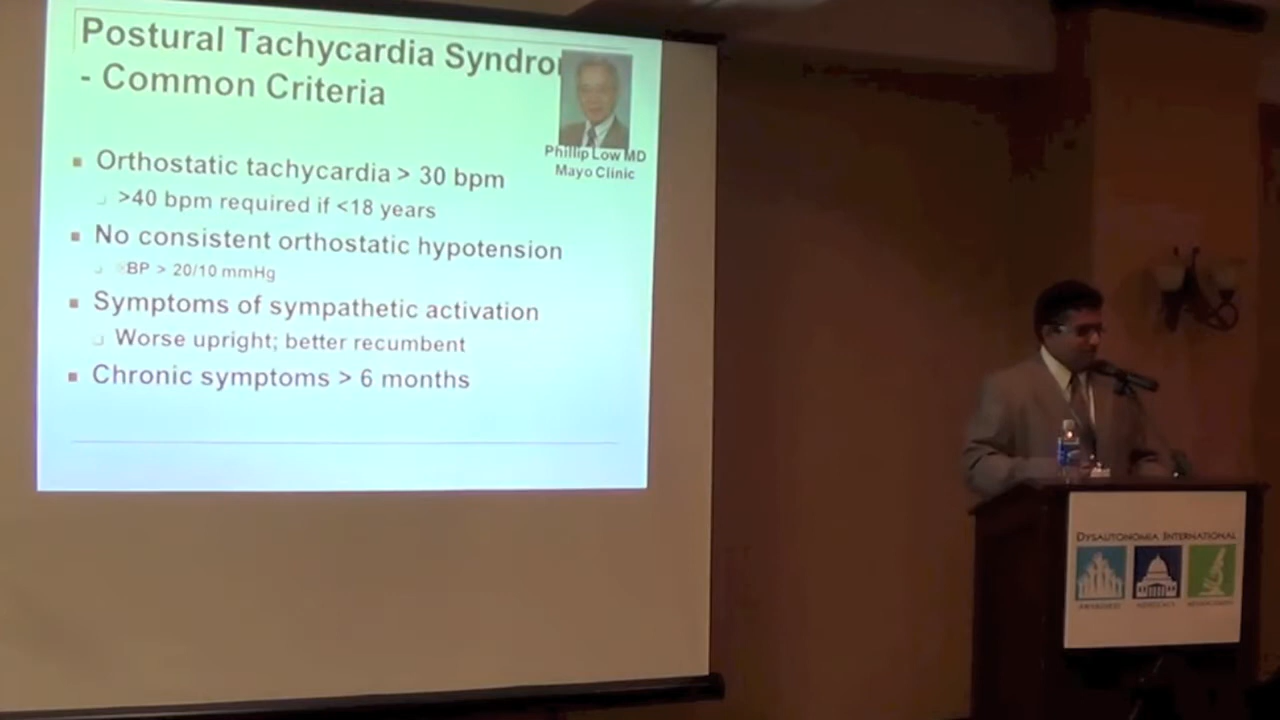 Postural Tachycardia Syndro
- Common Criteria
Phillip Low MD
Mayo Clinic
Orthostatic tachycardia > 30 bpm
>40 bpm required if <18 years
No consistent orthostatic hypotension
BP > 20/10 mmHg
Symptoms of sympathetic activation
Worse upright; better recumbent
Chronic symptoms > 6 months
DYSAUTONOMIA INTERNATIONAL
AWARENESS ADVOCACY